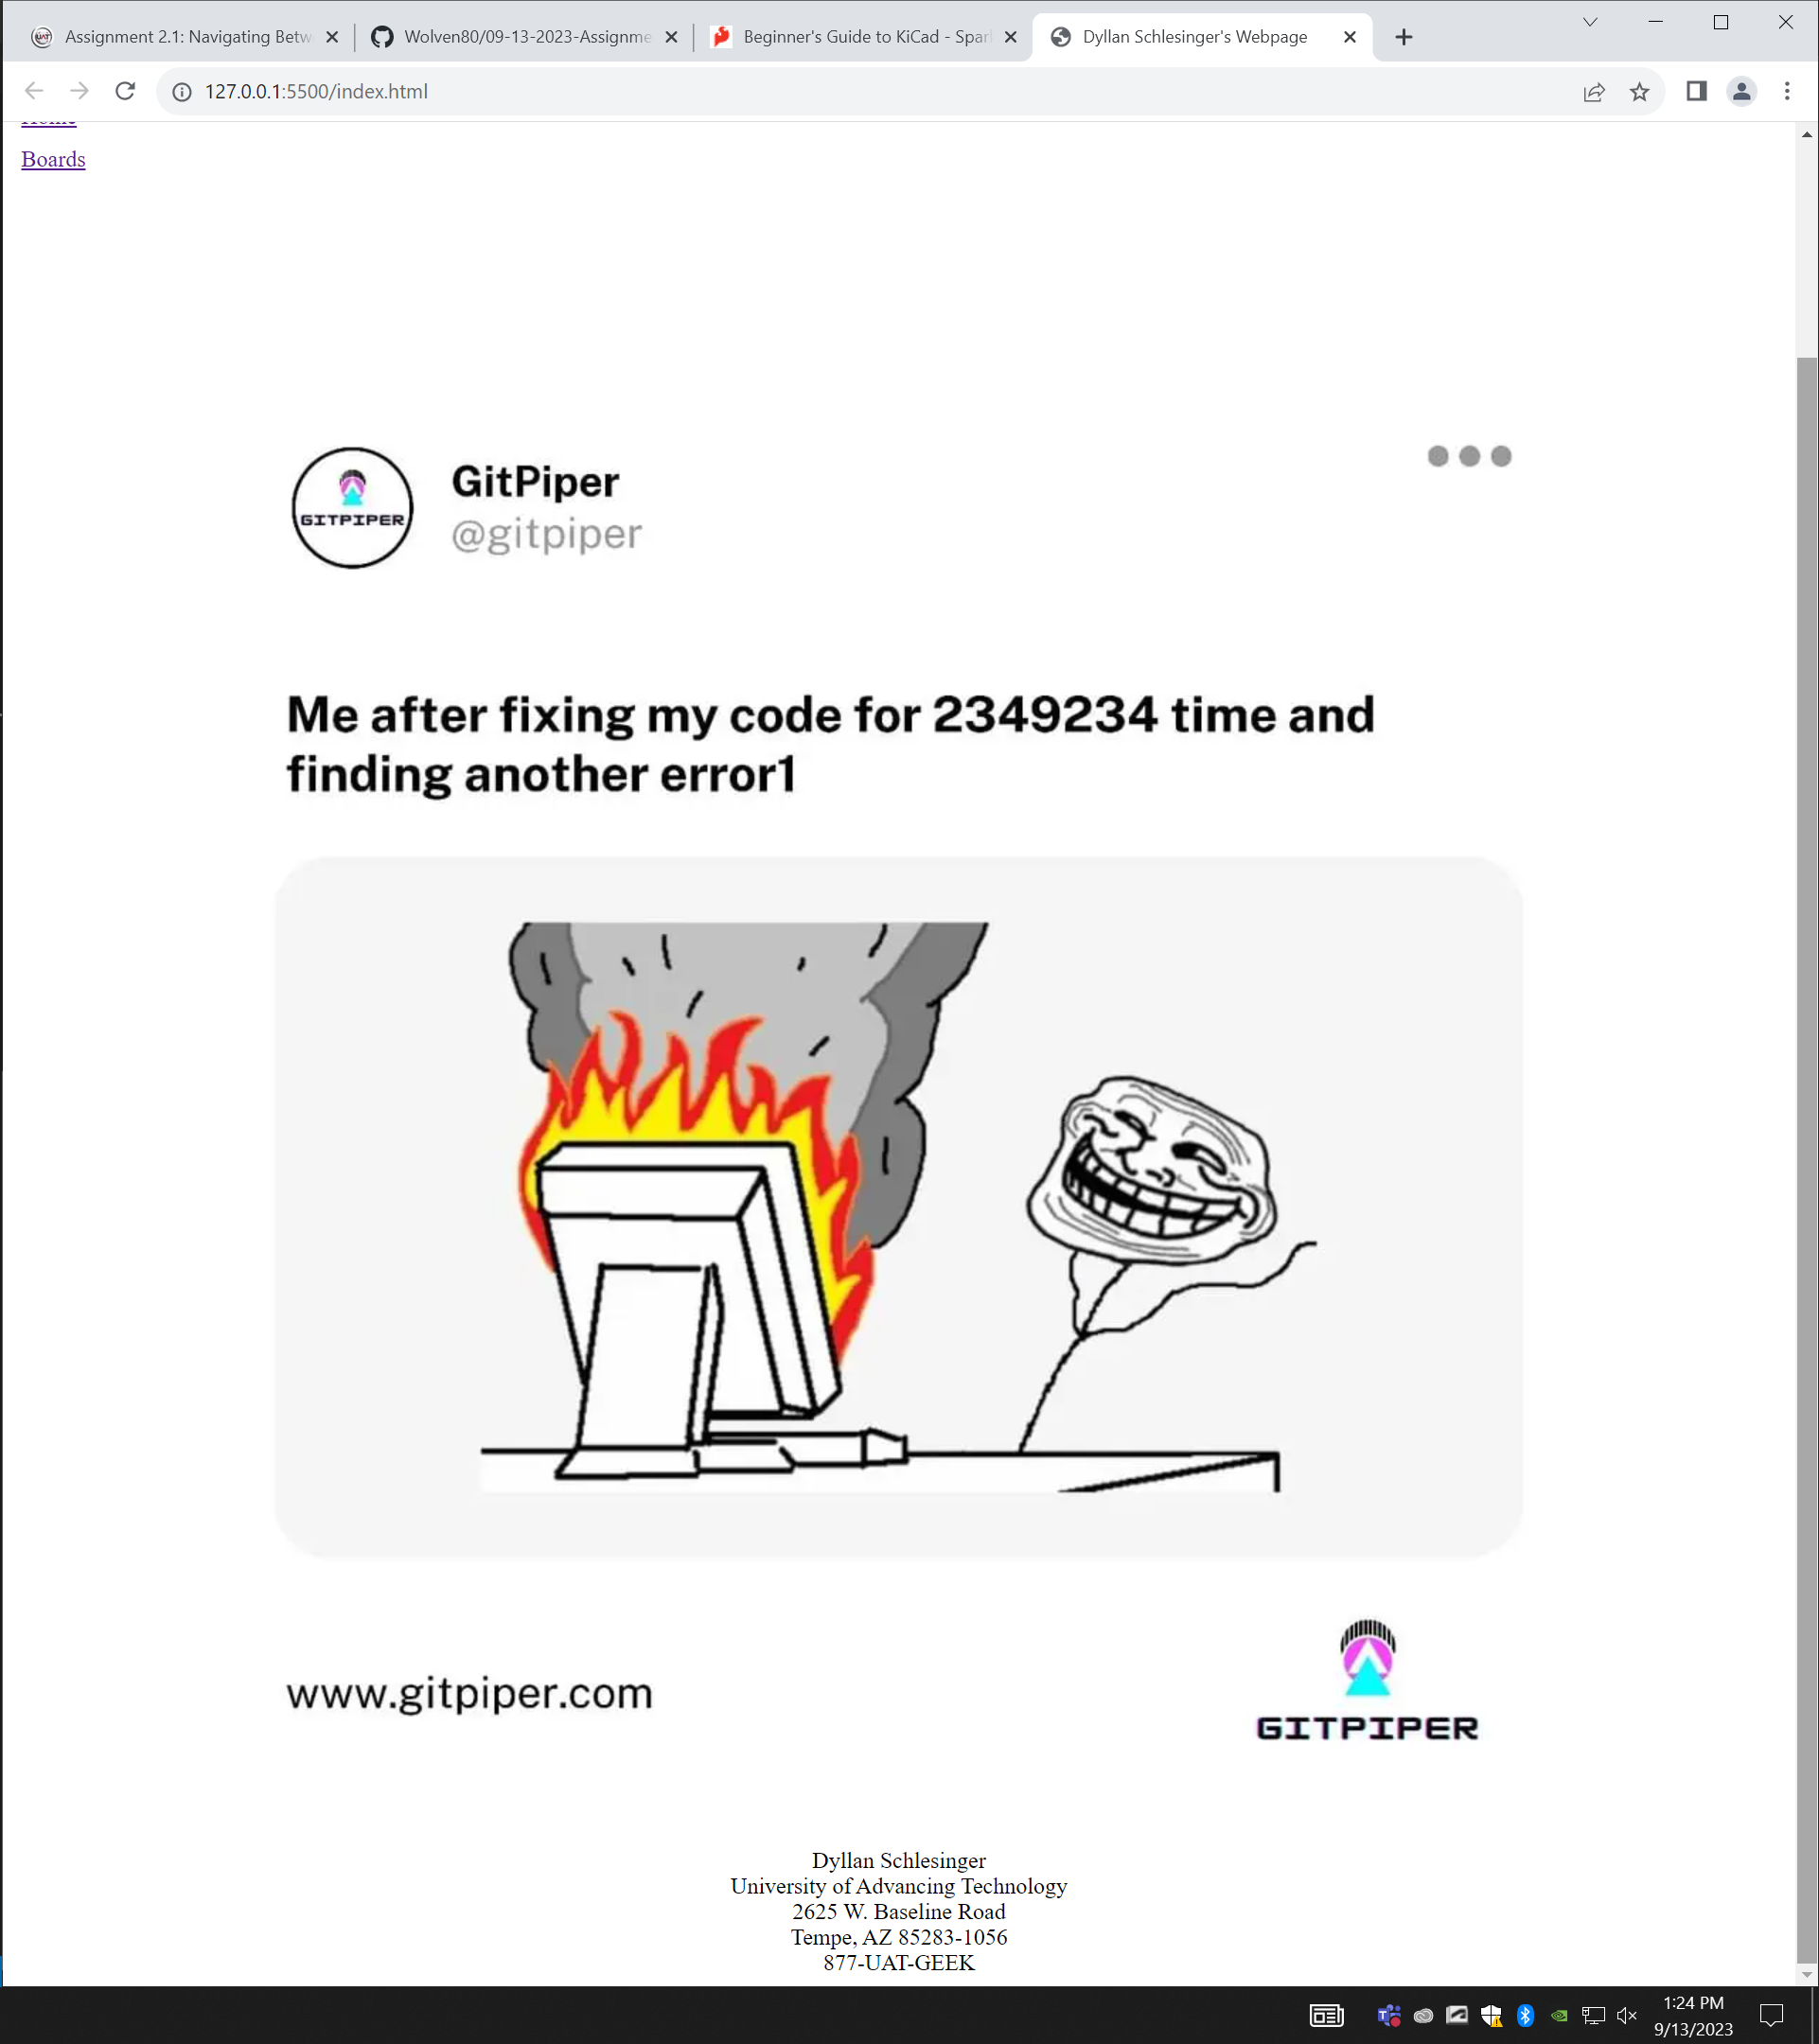 Assignment 2.1: Navigating Betw
Wolven80/09-13-2023-Assignme
Beginner's Guide to KiCad - Spar
Dyllan Schlesinger's Webpage
127.0.0.1:5500/index.html
Home
Boards
GITPIPER
GitPiper
@gitpiper
Me after fixing my code for 2349234 time and
finding another error1
www.gitpiper.com
GITPIPER
Dyllan Schlesinger
University of Advancing Technology
2625 W. Baseline Road
Tempe, AZ 85283-1056
877-UAT-GEEK
1:24 PM
9/13/2023